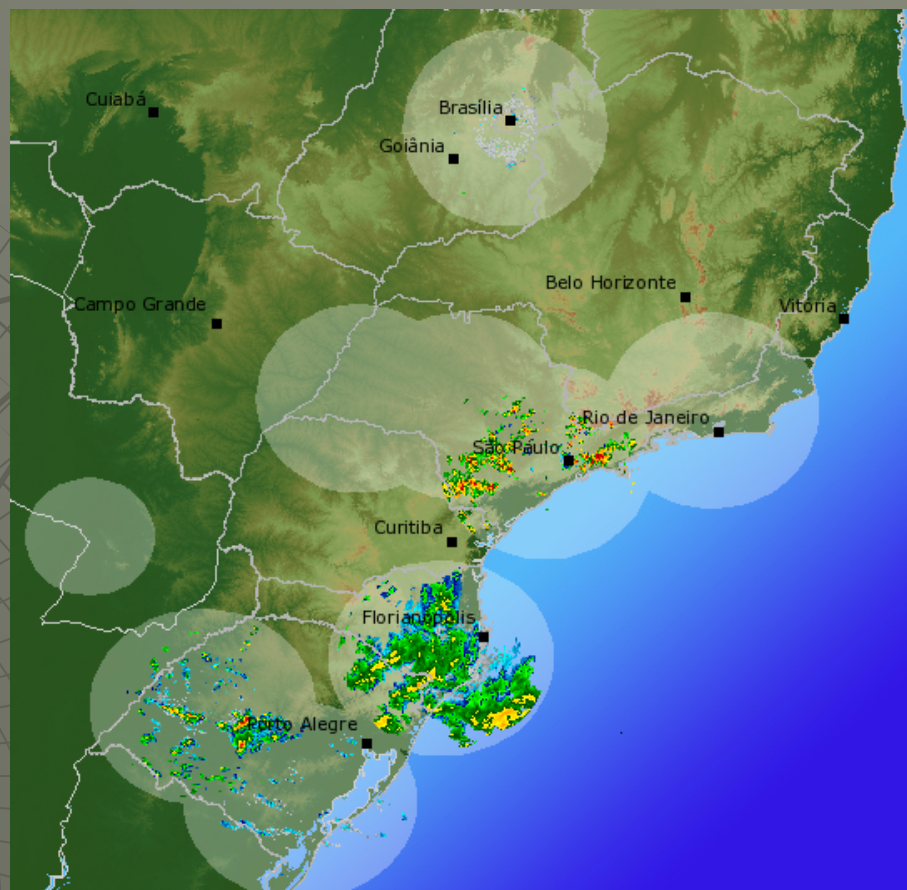 Cuiabá
Brasília
Goiânia
Belo Horizonte
Campo Grande
Vitória
Rio de Janeiro
São Paulo
Curitiba
Florianópolis
Porto Alegre